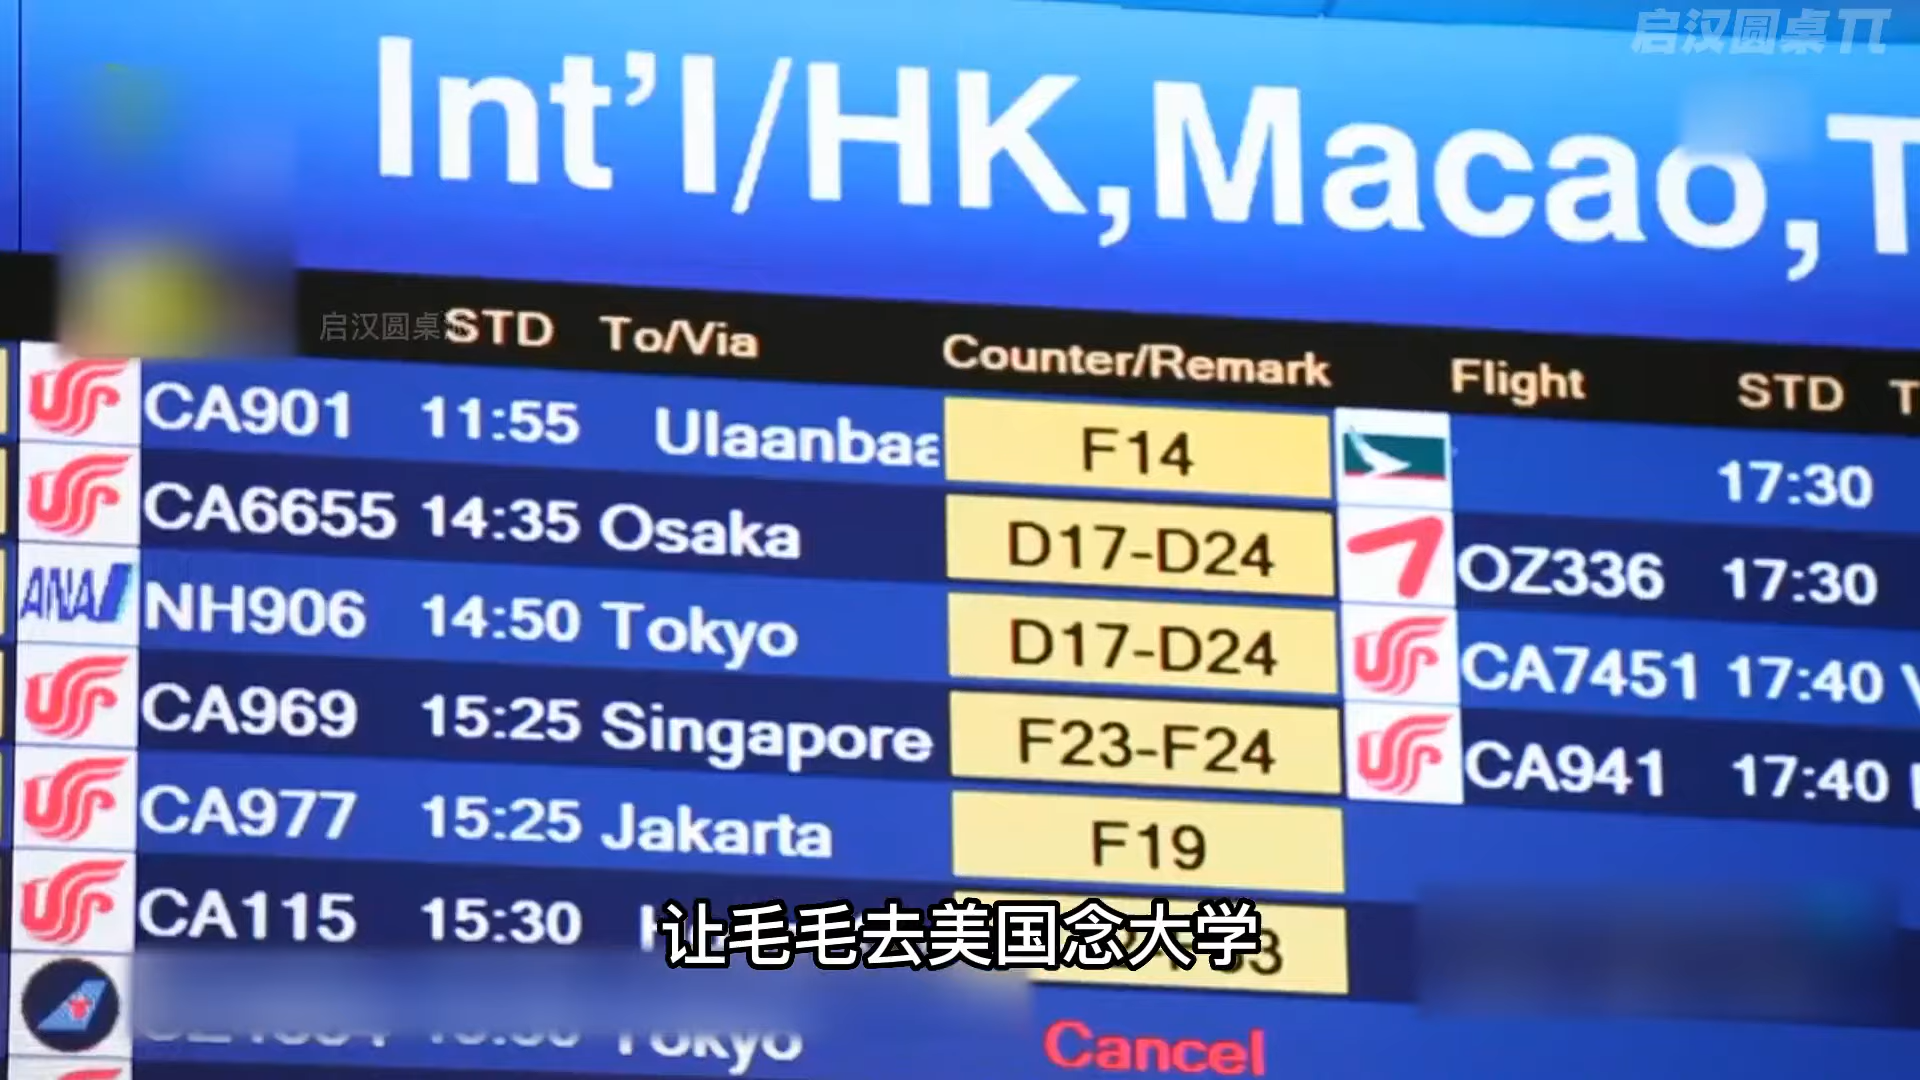 启汉圆桌π
Int'l/HK,Macao,T
启汉圆桌
STD To/Via Counter/Remark Flight STD T
CA901 11:55 Ulaanbaa F14 17:30
CA6655 14:35 Osaka D17-D24 OZ336 17:30
ANA NH906 14:50 Tokyo D17-D24 CA7451 17:40
CA969 15:25 Singapore F23-F24 CA941 17:40
CA977 15:25 Jakarta F19
CA115 15:30
让毛毛去美国念大学
Tokyo Cancel